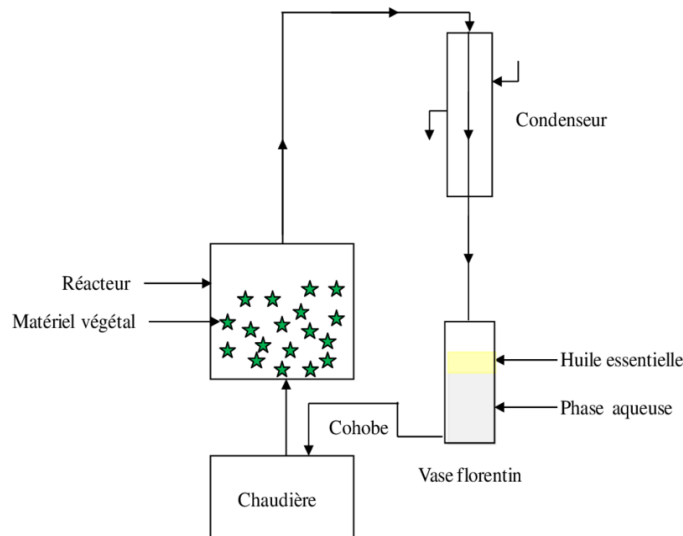 Condenseur
Réacteur
Matériel végétal
Huile essentielle
Phase aqueuse
Cohobe
Vase florentin
Chaudière